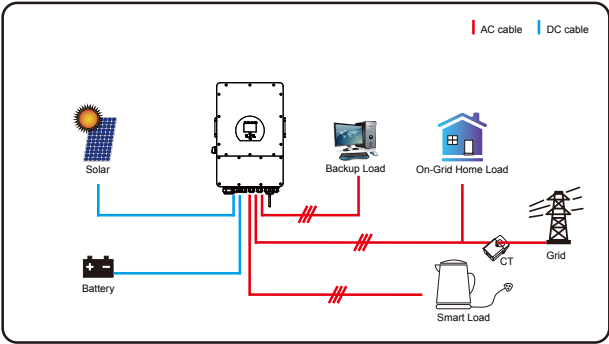 AC cable
DC cable
Solar
Backup Load
On-Grid Home Load
CT
Grid
Battery
Smart Load